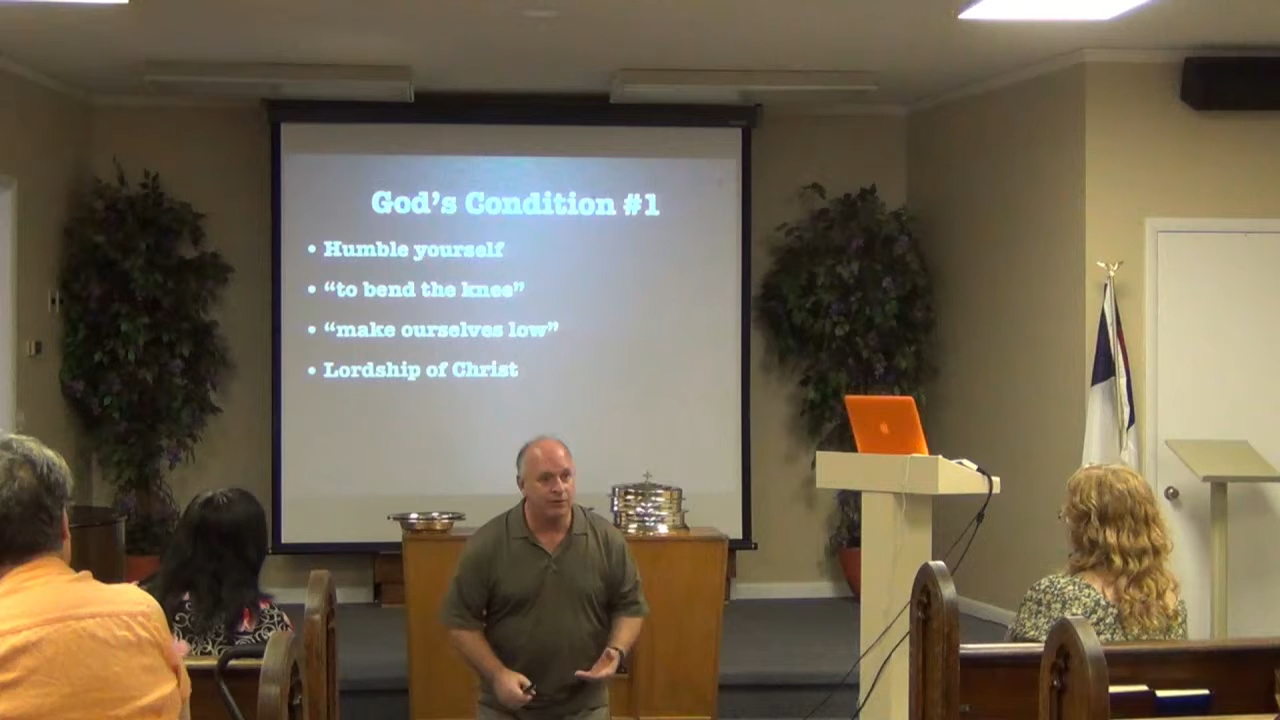 God's Condition #1
• Humble yourself
• “to bend the knee”
• “make ourselves low”
• Lordship of Christ